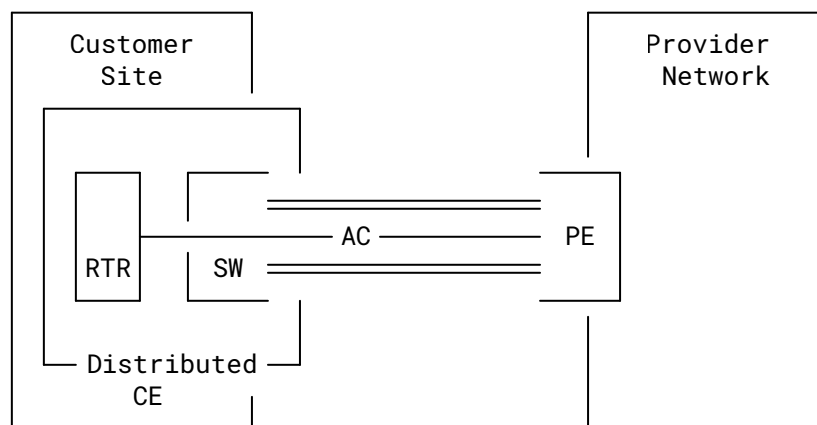 Customer
Site
Provider
Network
AC
PE
RTR
SW
Distributed
CE